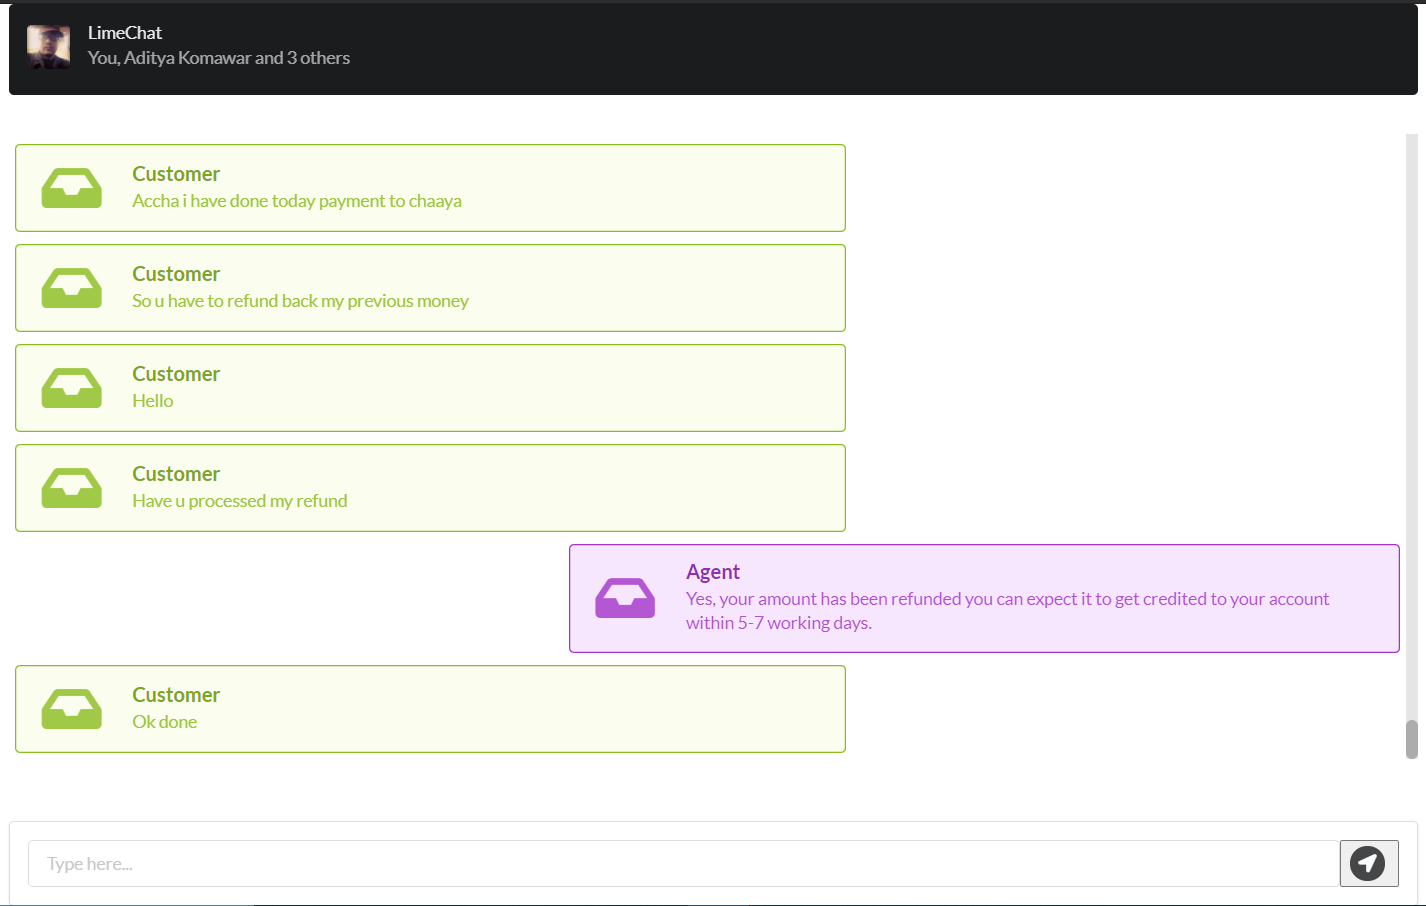 LimeChat
You, Aditya Komawar and 3 others
Customer
Accha i have done today payment to chaaya
Customer
So u have to refund back my previous money
Customer
Hello
Customer
Have u processed my refund
Agent
Yes, your amount has been refunded you can expect it to get credited to your account
within 5-7 working days.
Customer
Ok done
Type here...